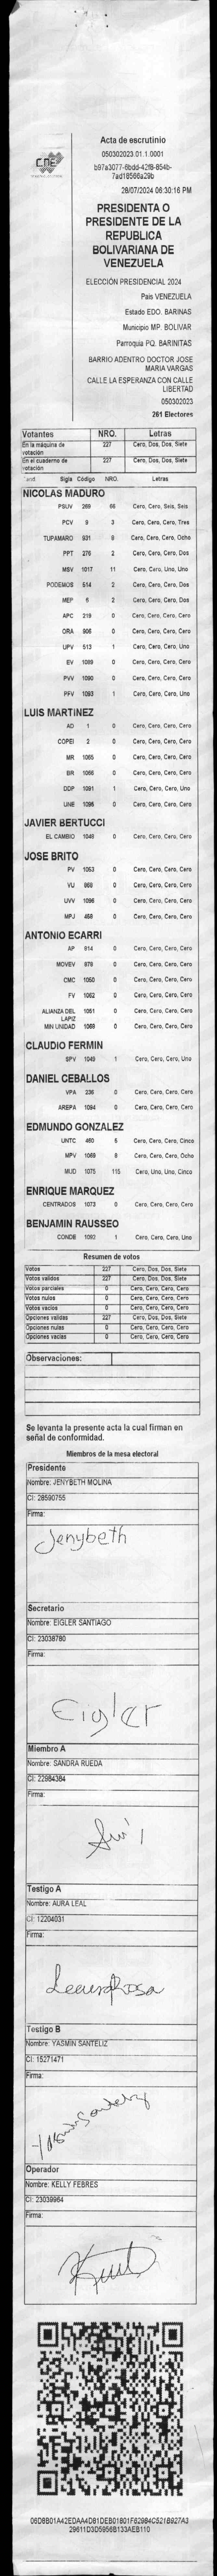 CNE
Acta de escrutinio
050302023.01.1.0001
b97a3077-6bdd-42f8-854b-
7ad18566a29b
28/07/2024 06:30:16 PM
PRESIDENTA O
PRESIDENTE DE LA
REPUBLICA
BOLIVARIANA DE
VENEZUELA
ELECCIÓN PRESIDENCIAL 2024
Pais VENEZUELA
Estado EDO. BARINAS
Municipio MP. BOLIVAR
Parroquia PQ. BARINITAS
BARRIO ADENTRO DOCTOR JOSE
MARIA VARGAS
CALLE LA ESPERANZA CON CALLE
LIBERTAD
050302023
261 Electores
Votantes NRO. Letras
En la máquina de votación 227 Cero, Dos, Dos, Siete
En el cuaderno de votación 227 Cero, Dos, Dos, Siete
Cand Sigla Código NRO. Letras
NICOLAS MADURO
PSUV 269 66 Cero, Cero, Seis, Seis
PCV 9 3 Cero, Cero, Cero, Tres
TUPAMARO 931 8 Cero, Cero, Cero, Ocho
PPT 276 2 Cero, Cero, Cero, Dos
MSV 1017 11 Cero, Cero, Uno, Uno
PODEMOS 514 2 Cero, Cero, Cero, Dos
MEP 5 2 Cero, Cero, Cero, Dos
APC 219 0 Cero, Cero, Cero, Cero
ORA 906 0 Cero, Cero, Cero, Cero
UPV 513 1 Cero, Cero, Cero, Uno
EV 1089 0 Cero, Cero, Cero, Cero
PVV 1090 0 Cero, Cero, Cero, Cero
PFV 1093 1 Cero, Cero, Cero, Uno
LUIS MARTINEZ
AD 1 0 Cero, Cero, Cero, Cero
COPEI 2 0 Cero, Cero, Cero, Cero
MR 1065 0 Cero, Cero, Cero, Cero
BR 1066 0 Cero, Cero, Cero, Cero
DDP 1091 1 Cero, Cero, Cero, Uno
UNE 1095 0 Cero, Cero, Cero, Cero
JAVIER BERTUCCI
EL CAMBIO 1048 0 Cero, Cero, Cero, Cero
JOSE BRITO
PV 1053 0 Cero, Cero, Cero, Cero
VU 969 0 Cero, Cero, Cero, Cero
UVV 1096 0 Cero, Cero, Cero, Cero
MPJ 458 0 Cero, Cero, Cero, Cero
ANTONIO ECARRI
AP 814 0 Cero, Cero, Cero, Cero
MOVEV 879 0 Cero, Cero, Cero, Cero
CMC 1050 0 Cero, Cero, Cero, Cero
FV 1052 0 Cero, Cero, Cero, Cero
ALIANZA DEL 1051 0 Cero, Cero, Cero, Cero
LAPIZ
MIN UNIDAD 1068 0 Cero, Cero, Cero, Cero
CLAUDIO FERMIN
SPV 1049 1 Cero, Cero, Cero, Uno
DANIEL CEBALLOS
VPA 336 0 Cero, Cero, Cero, Cero
AREPA 1094 0 Cero, Cero, Cero, Cero
EDMUNDO GONZALEZ
UNTC 460 5 Cero, Cero, Cero, Cinco
MPV 1069 8 Cero, Cero, Cero, Ocho
MUD 1075 115 Cero, Uno, Uno, Cinco
ENRIQUE MARQUEZ
CENTRADOS 1073 0 Cero, Cero, Cero, Cero
BENJAMIN RAUSSEO
CONDE 1092 1 Cero, Cero, Cero, Uno
Resumen de votos
Votos 227 Cero, Dos, Dos, Siete
Votos validos 227 Cero, Dos, Dos, Siete
Votos parciales 0 Cero, Cero, Cero, Cero
Votos nulos 0 Cero, Cero, Cero, Cero
Votos vacios 0 Cero, Cero, Cero, Cero
Opciones validas 227 Cero, Dos, Dos, Siete
Opciones nulas 0 Cero, Cero, Cero, Cero
Opciones vacias 0 Cero, Cero, Cero, Cero
Observaciones:
Se levanta la presente acta la cual firman en
señal de conformidad.
Miembros de la mesa electoral
Presidente
Nombre: JENYBETH MOLINA
CI: 28590755
Firma:
Jenybeth
Secretario
Nombre: EIGLER SANTIAGO
CI: 23038780
Firma:
Eigler
Miembro A
Nombre: SANDRA RUEDA
CI: 22984384
Firma:
Testigo A
Nombre: AURA LEAL
CI: 12204031
Firma:
Testigo B
Nombre: YASMIN SANTELIZ
CI: 15271471
Firma:
Operador
Nombre: KELLY FEBRES
CI: 23039964
Firma:
06D8B01A42EDAA4D81DEB01801F82984C521B927A3
29611D3D5956B133AEB110